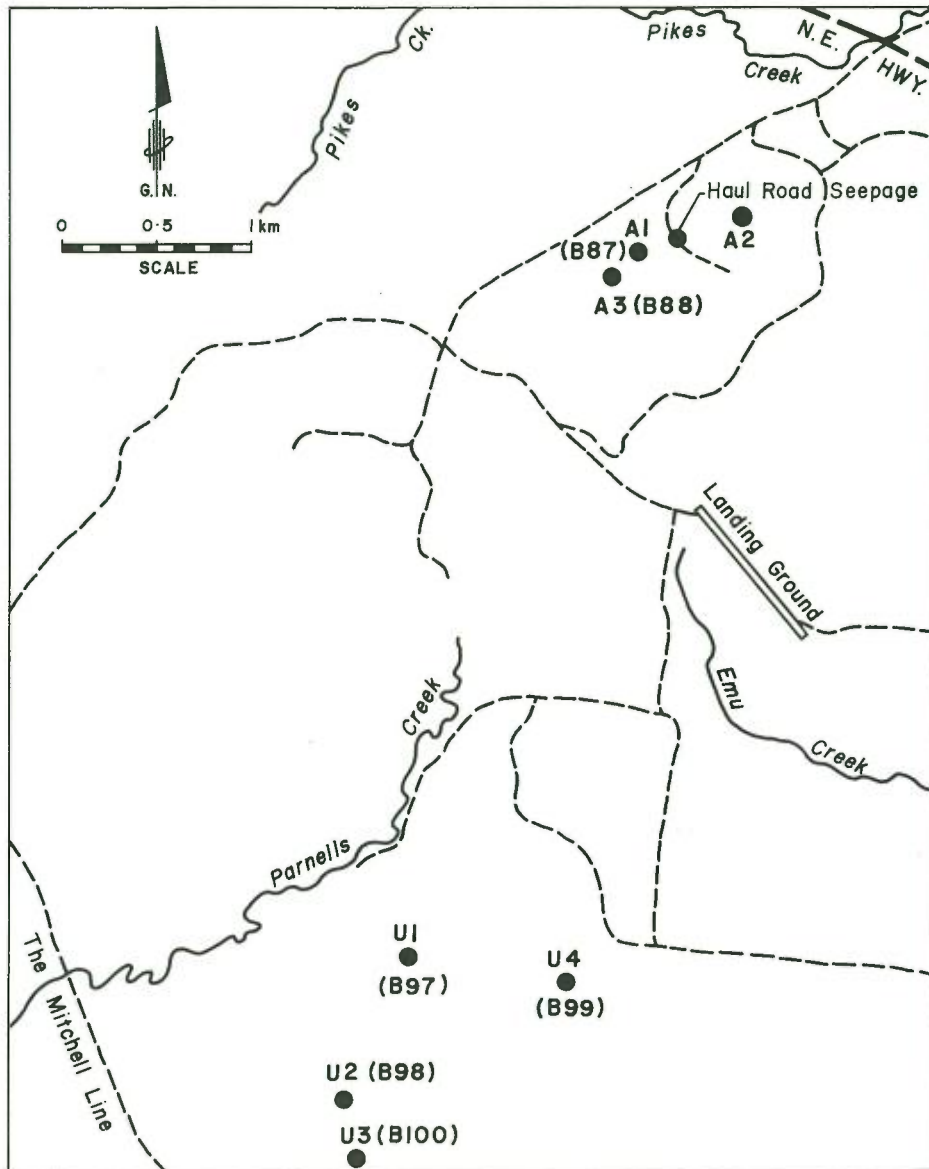 Pikes Ck.
Pikes
Creek
N. E.
HWY.
G. N.
0 0·5 1 km
SCALE
Haul Road Seepage
A1
(B87)
A2
A3 (B88)
Landing Ground
Emu
Creek
Parnells
Creek
The Mitchell Line
U1
(B97)
U4
(B99)
U2 (B98)
U3 (B100)